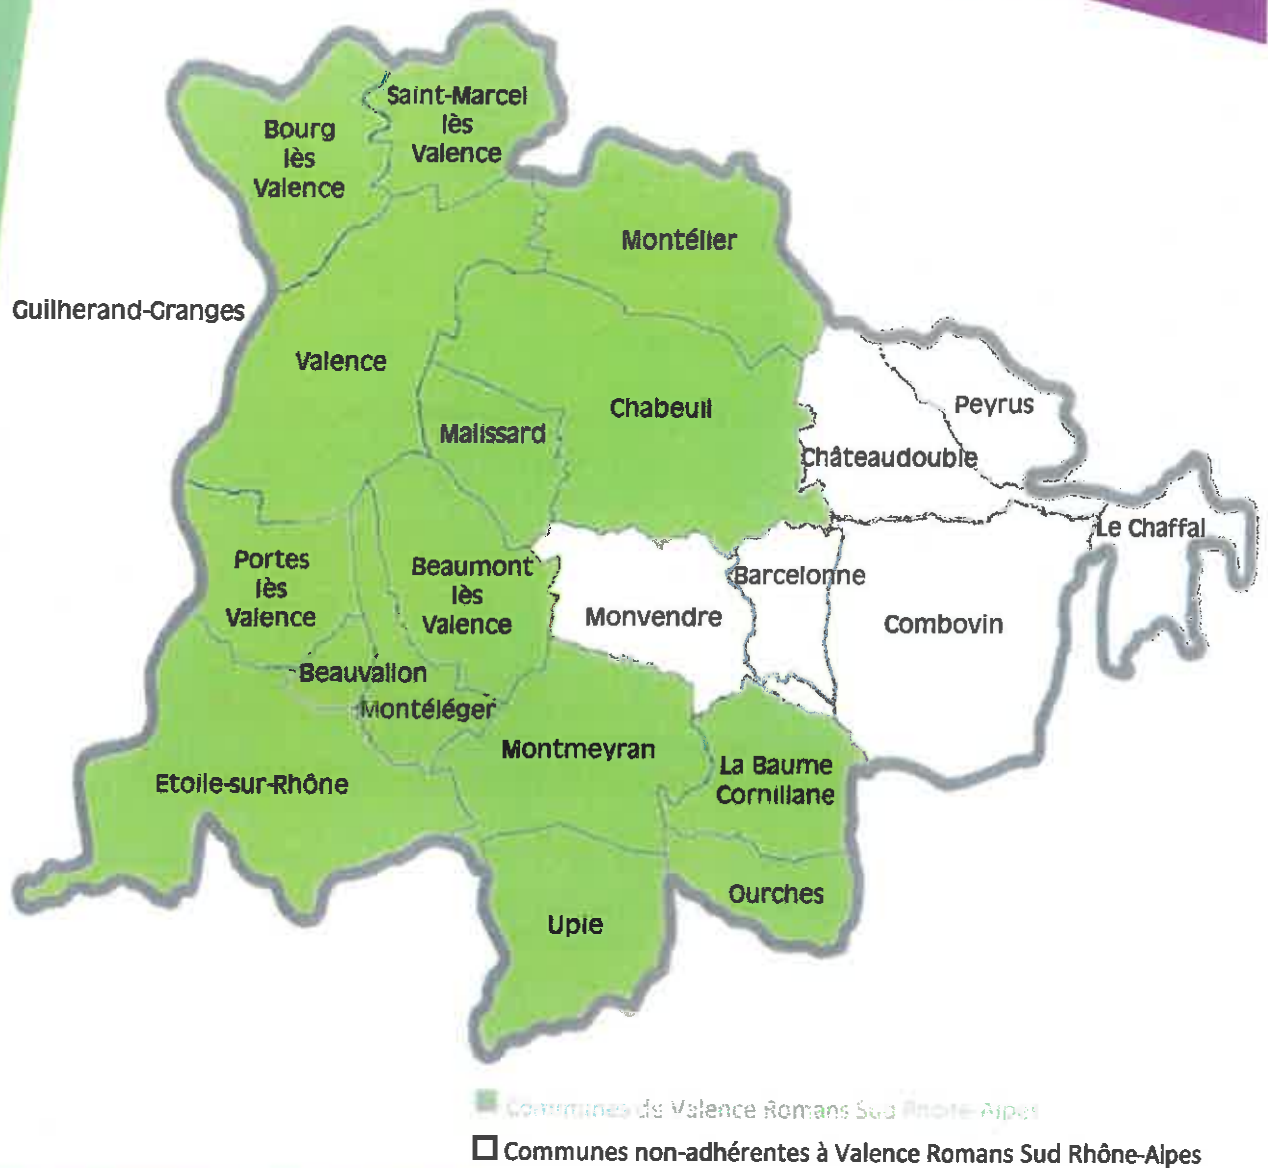 Saint-Marcel
lès
Valence
Bourg
lès
Valence
Montélier
Guilherand-Granges
Valence
Chabeuil
Peyrus
Malissard
Châteaudouble
Le Chaffal
Portes
lès
Valence
Beaumont
lès
Valence
Barcelonne
Monvendre
Combovin
Beauvallon
Montéléger
Montmeyran
La Baume
Cornillane
Etoile-sur-Rhône
Ourches
Upie
Communes de Valence Romans Sud Rhône-Alpes
Communes non-adhérentes à Valence Romans Sud Rhône-Alpes